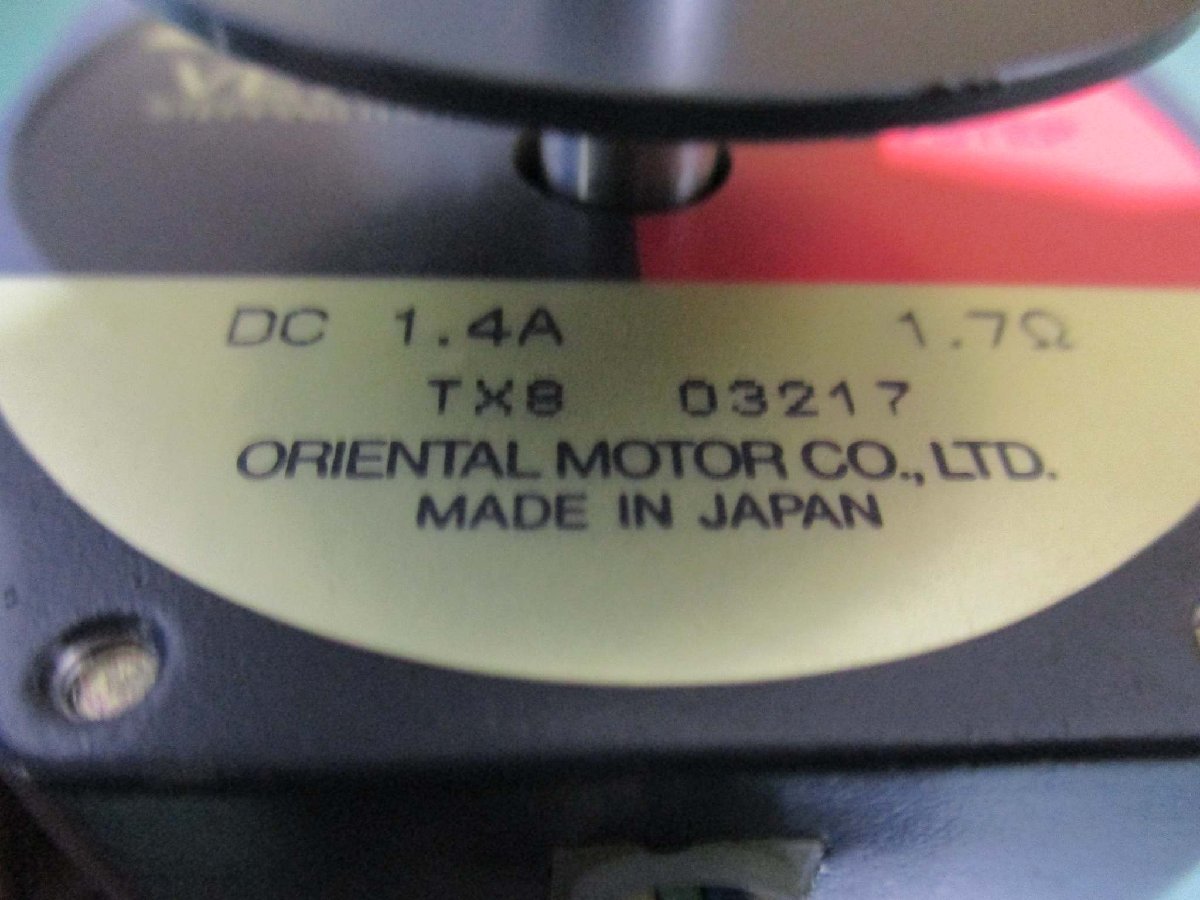 DC 1.4A 1.7Ω
TX8 03217
ORIENTAL MOTOR CO., LTD.
MADE IN JAPAN